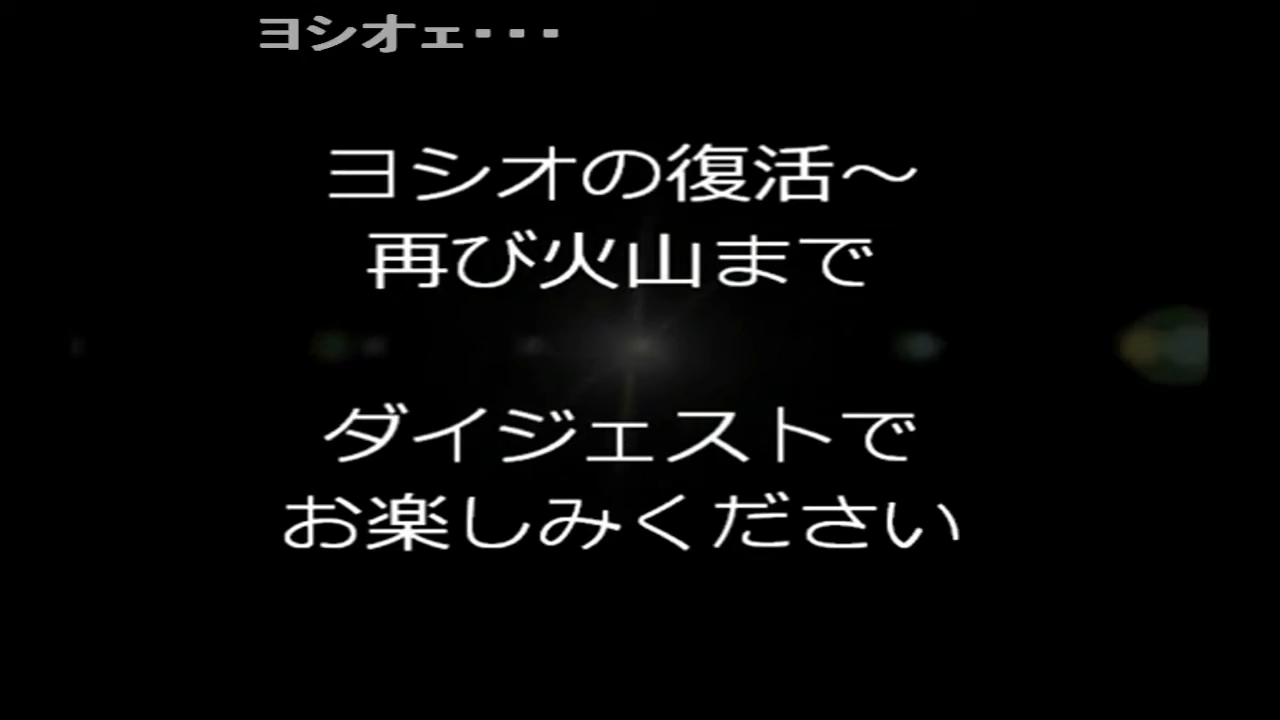 ヨシオェ・・・
ヨシオの復活～
再び火山まで
ダイジェストで
お楽しみください